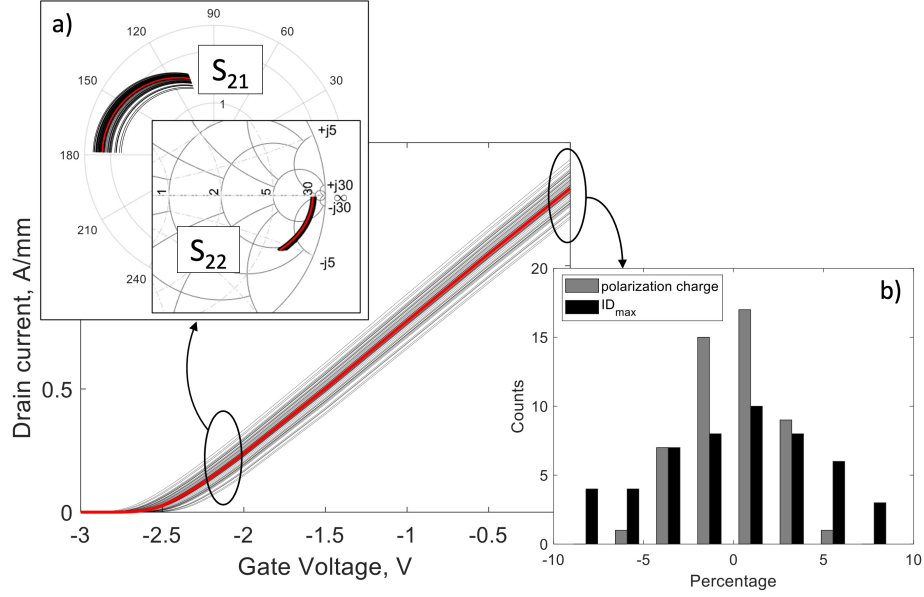 a)
90
120
60
150
30
S21
1
180
+j5
1
2
5
30
+j30
∞
-j30
210
S22
-j5
240
Drain current, A/mm
0.5
0
-3
-2.5
-2
-1.5
-1
-0.5
Gate Voltage, V
20
b)
polarization charge
IDmax
15
10
5
0
Counts
-10
-5
0
5
10
Percentage